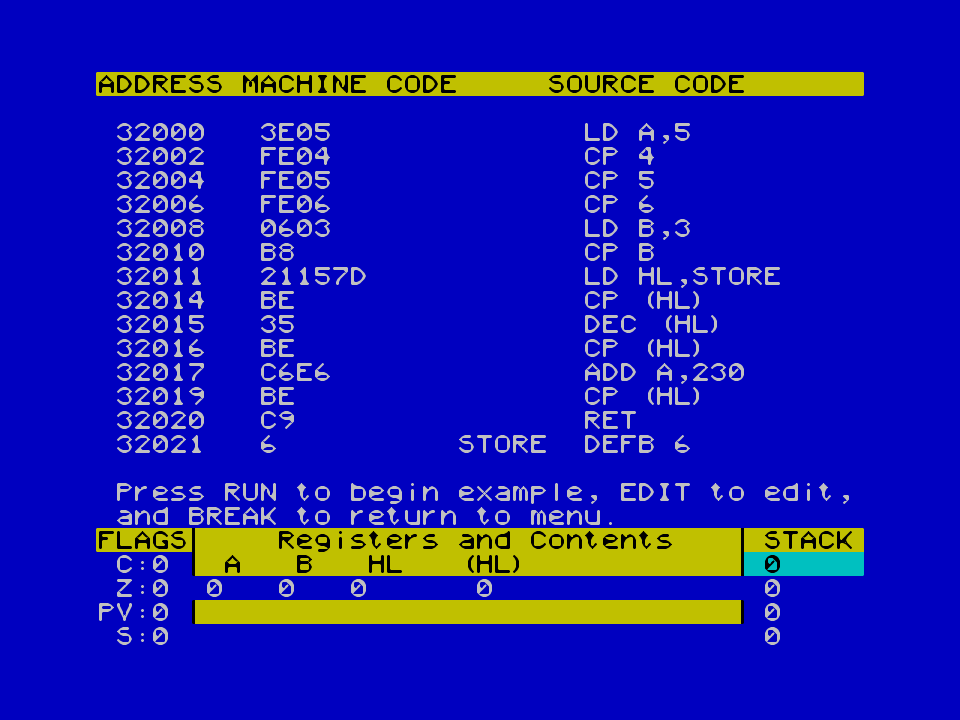 ADDRESS MACHINE CODE SOURCE CODE
32000 3E05 LD A,5
32002 FE04 CP 4
32004 FE05 CP 5
32006 FE06 CP 6
32008 0603 LD B,3
32010 B8 CP B
32011 21157D LD HL,STORE
32014 BE CP (HL)
32015 35 DEC (HL)
32016 BE CP (HL)
32017 C6E6 ADD A,230
32019 BE CP (HL)
32020 C9 RET
32021 6 STORE DEFB 6
Press RUN to begin example, EDIT to edit,
and BREAK to return to menu.
FLAGS Registers and Contents STACK
C:0 A B HL (HL) 0
Z:0 0 0 0 0 0
PV:0 0
S:0 0